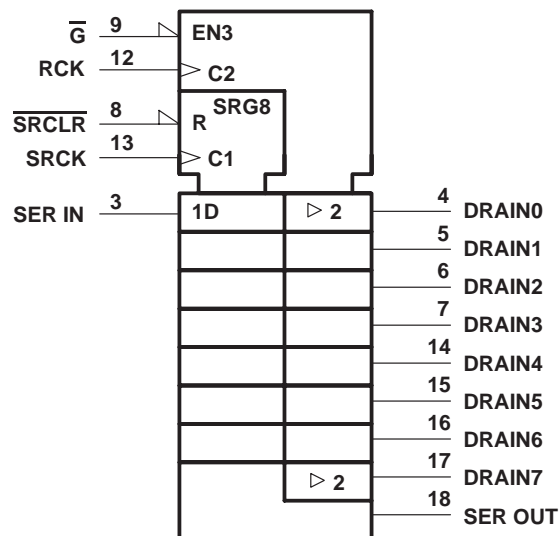 G 9 EN3
RCK 12 C2
SRG8
SRCLR 8 R
SRCK 13 C1
SER IN 3 1D 2 4 DRAIN0
5 DRAIN1
6 DRAIN2
7 DRAIN3
14 DRAIN4
15 DRAIN5
16 DRAIN6
2 17 DRAIN7
18 SER OUT